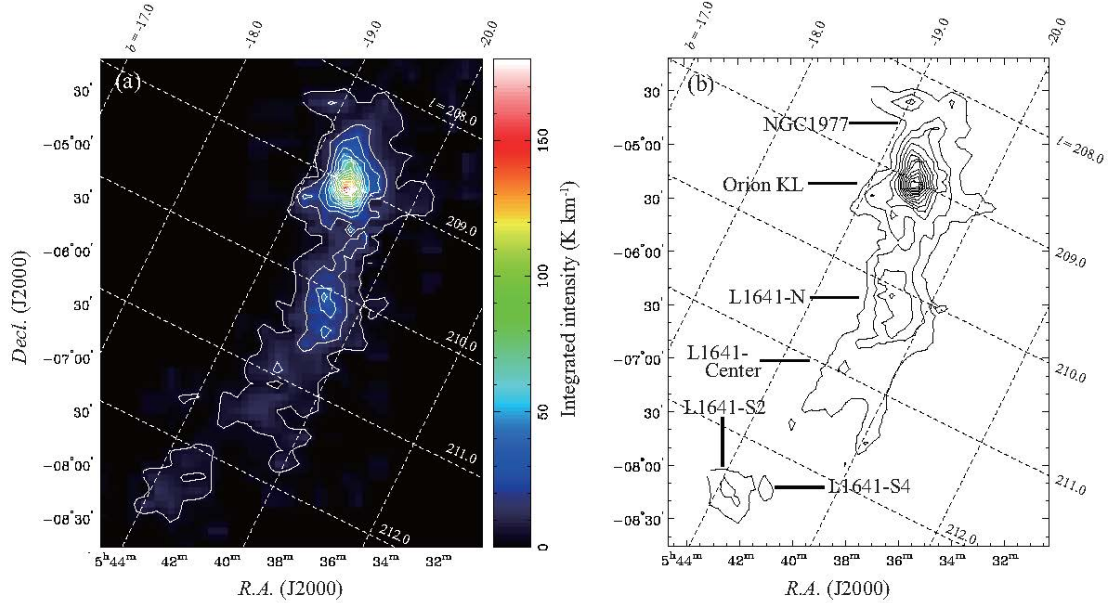 b = -17.0
-18.0
-19.0
-20.0
(a)
l = 208.0
209.0
210.0
211.0
212.0
30'
-05°00'
30'
-06°00'
30'
-07°00'
30'
-08°00'
-08°30'
Decl. (J2000)
5ʰ44ᵐ
42ᵐ
40ᵐ
38ᵐ
36ᵐ
34ᵐ
32ᵐ
R.A. (J2000)
0
50
100
150
Integrated intensity (K km⁻¹)
b = -17.0
-18.0
-19.0
-20.0
(b)
l = 208.0
209.0
210.0
211.0
212.0
NGC1977
Orion KL
L1641-N
L1641-
Center
L1641-S2
L1641-S4
30'
-05°00'
30'
-06°00'
30'
-07°00'
30'
-08°00'
-08°30'
5ʰ44ᵐ
42ᵐ
40ᵐ
38ᵐ
36ᵐ
34ᵐ
32ᵐ
R.A. (J2000)